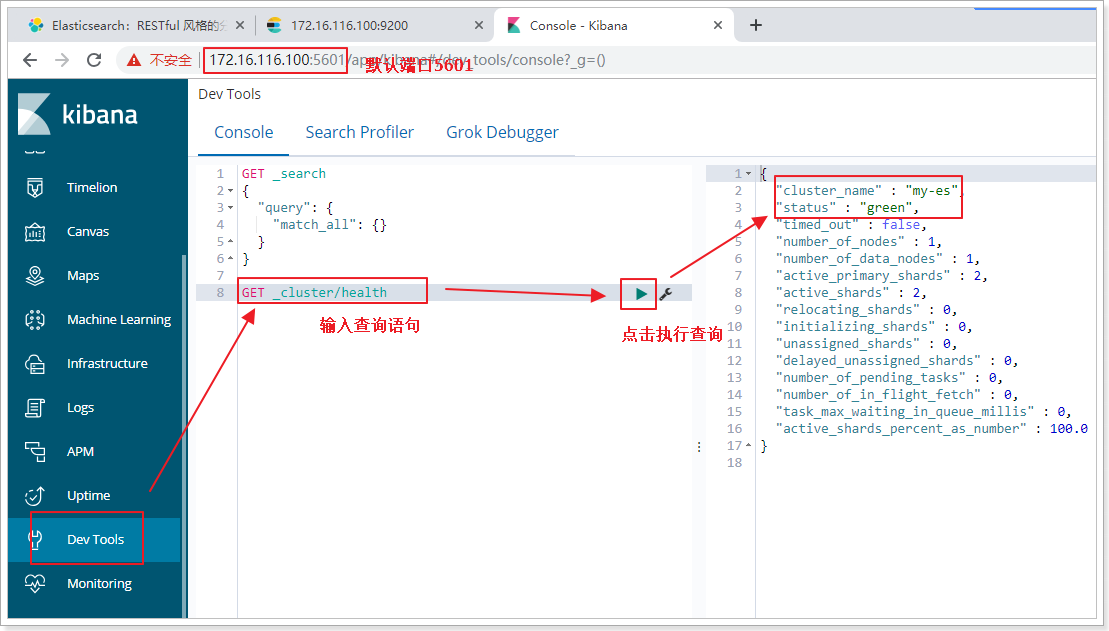 Elasticsearch：RESTful 风格的分
172.16.116.100:9200
Console - Kibana
不安全
172.16.116.100:5601/app/kibana#/dev-tools/console?_g=()
默认端口5601
kibana
Timelion
Canvas
Maps
Machine Learning
Infrastructure
Logs
APM
Uptime
Dev Tools
Monitoring
Dev Tools
Console
Search Profiler
Grok Debugger
1 GET _search
2 {
3 "query": {
4 "match_all": {}
5 }
6 }
7
8 GET _cluster/health
输入查询语句
点击执行查询
1 {
2 "cluster_name" : "my-es",
3 "status" : "green",
4 "timed_out" : false,
5 "number_of_nodes" : 1,
6 "number_of_data_nodes" : 1,
7 "active_primary_shards" : 2,
8 "active_shards" : 2,
9 "relocating_shards" : 0,
10 "initializing_shards" : 0,
11 "unassigned_shards" : 0,
12 "delayed_unassigned_shards" : 0,
13 "number_of_pending_tasks" : 0,
14 "number_of_in_flight_fetch" : 0,
15 "task_max_waiting_in_queue_millis" : 0,
16 "active_shards_percent_as_number" : 100.0
17 }
18